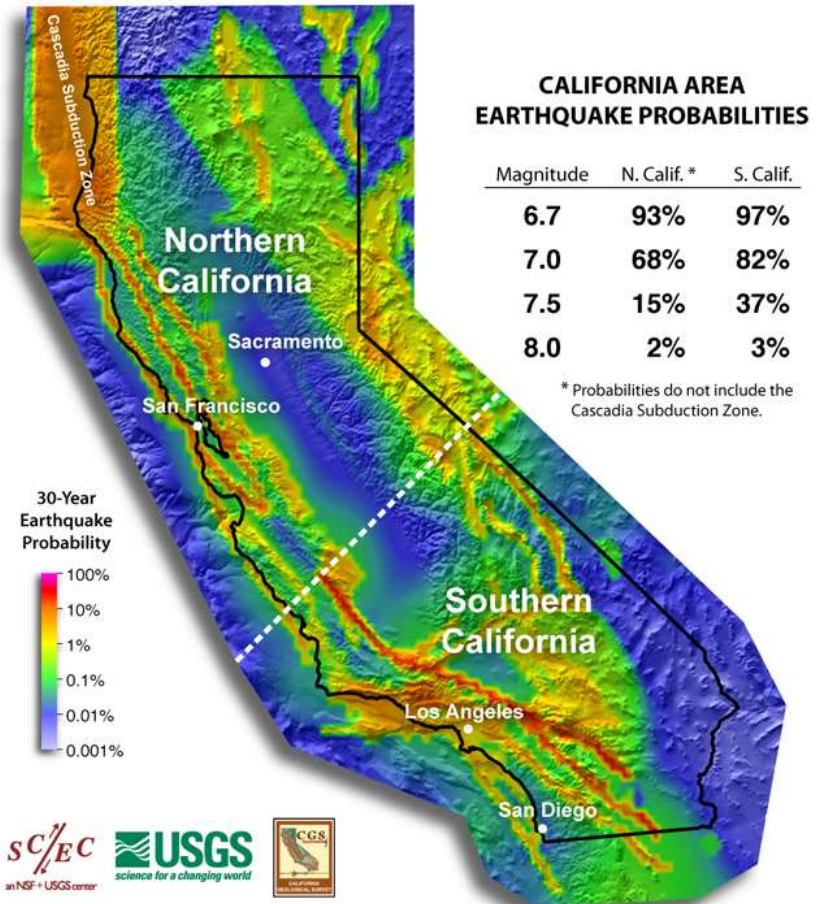 Cascadia Subduction Zone
CALIFORNIA AREA
EARTHQUAKE PROBABILITIES
Magnitude N. Calif. * S. Calif.
6.7 93% 97%
7.0 68% 82%
7.5 15% 37%
8.0 2% 3%
* Probabilities do not include the
Cascadia Subduction Zone.
Northern
California
Sacramento
San Francisco
30-Year
Earthquake
Probability
100%
10%
1%
0.1%
0.01%
0.001%
Southern
California
Los Angeles
San Diego
SC/EC
an NSF + USGS center
USGS
science for a changing world
CGS
CALIFORNIA
GEOLOGICAL SURVEY